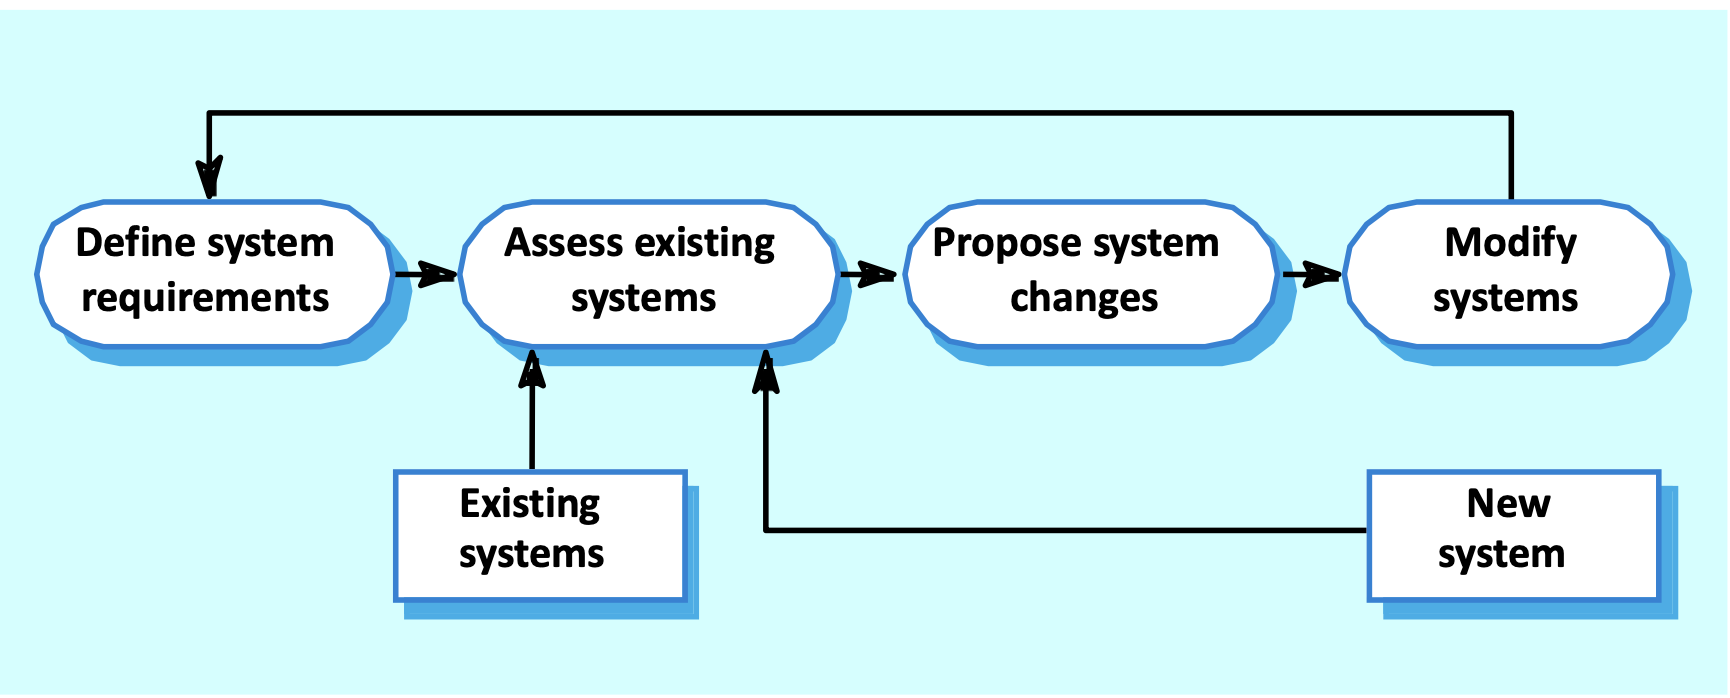 Define system
requirements
Assess existing
systems
Propose system
changes
Modify
systems
Existing
systems
New
system